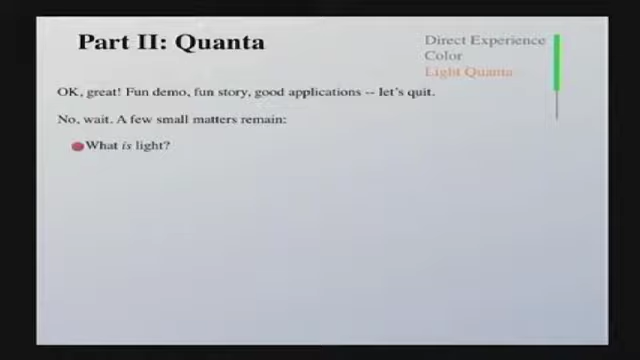 Part II: Quanta
Direct Experience
Color
Light Quanta
OK, great! Fun demo, fun story, good applications -- let's quit.
No, wait. A few small matters remain:
What is light?